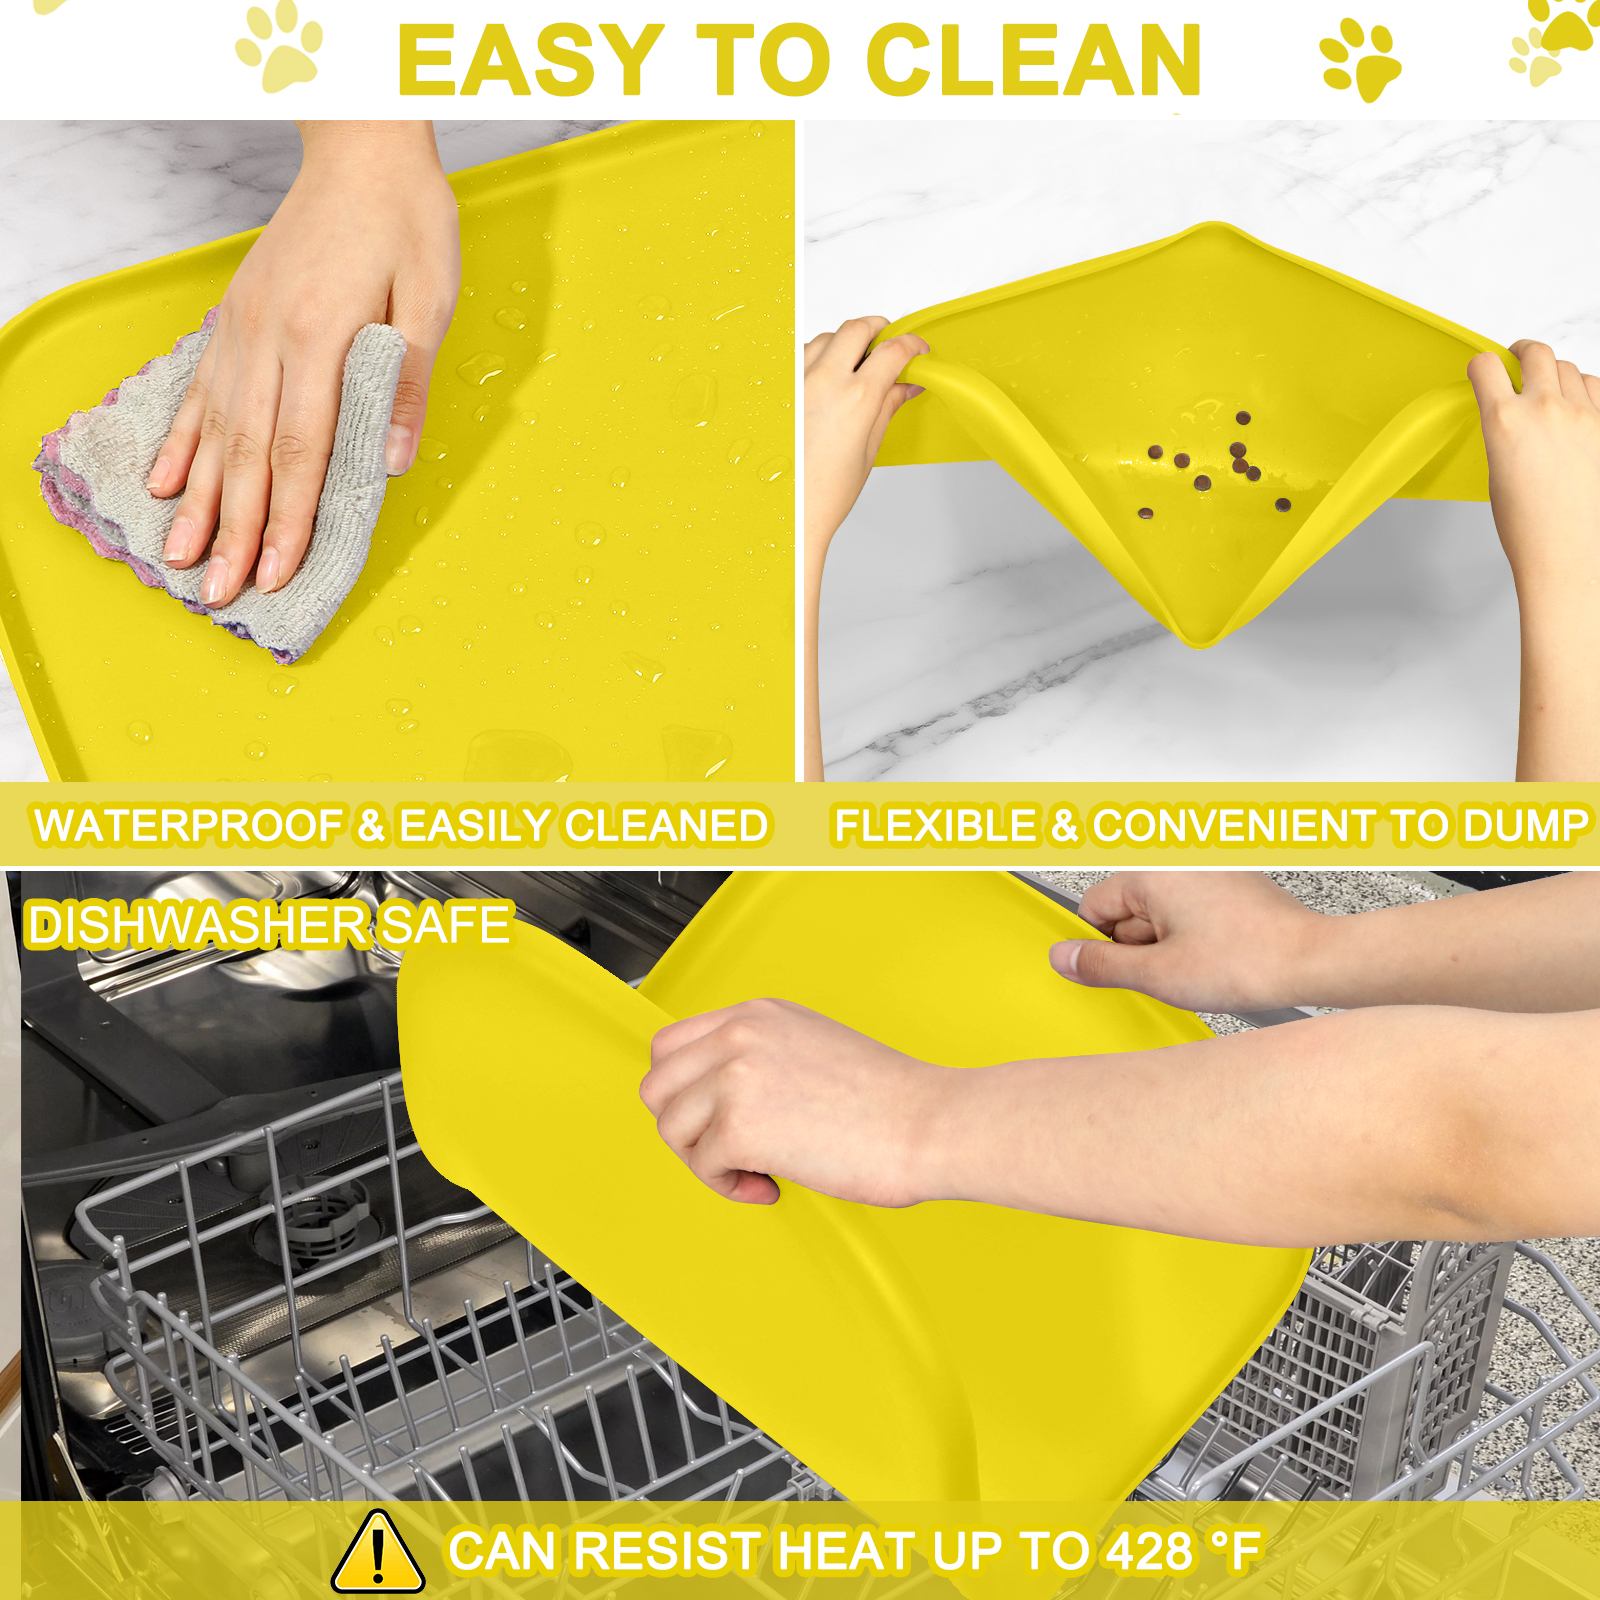 EASY TO CLEAN
WATERPROOF & EASILY CLEANED
FLEXIBLE & CONVENIENT TO DUMP
DISHWASHER SAFE
CAN RESIST HEAT UP TO 428 °F